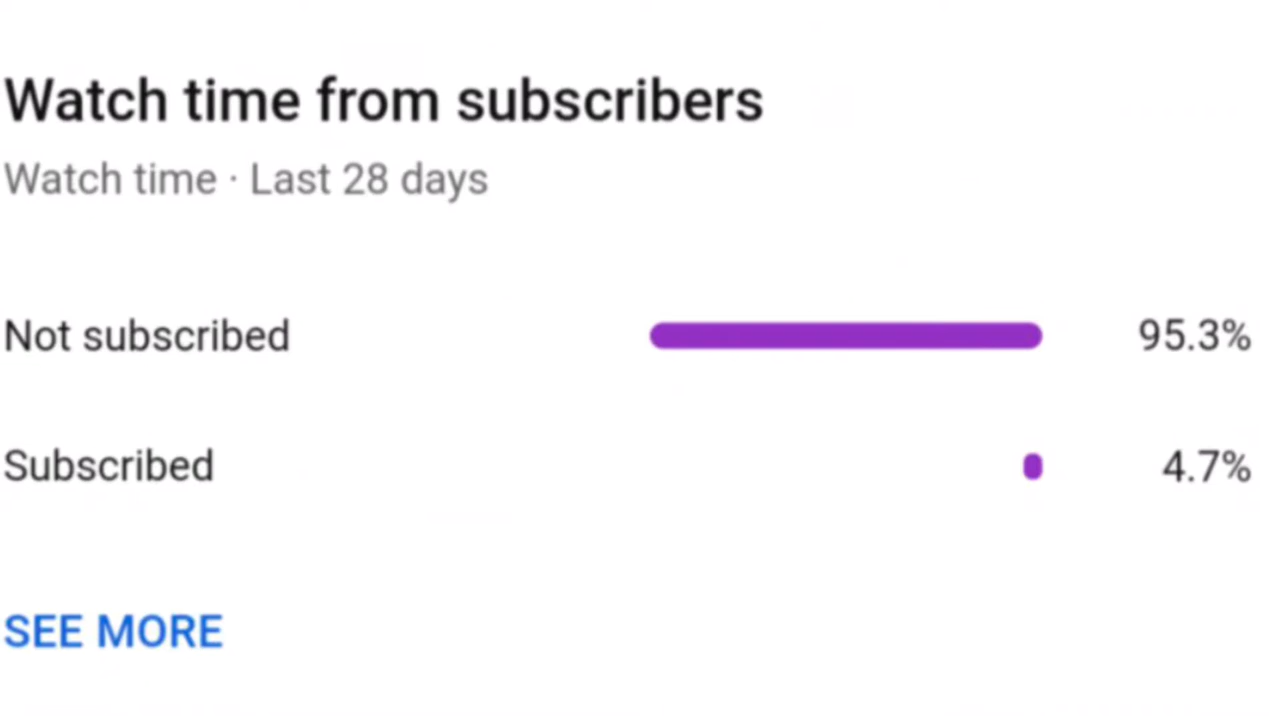 Watch time from subscribers
Watch time · Last 28 days
Not subscribed 95.3%
Subscribed 4.7%
SEE MORE